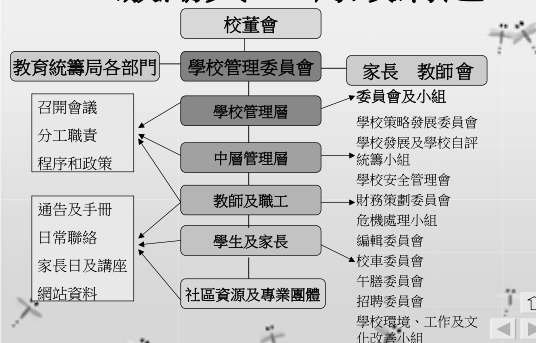 校董會
教育統籌局各部門
學校管理委員會
家長 教師會
學校管理層
中層管理層
教師及職工
學生及家長
社區資源及專業團體
召開會議
分工職責
程序和政策
通告及手冊
日常聯絡
家長日及講座
網站資料
委員會及小組
學校策略發展委員會
學校發展及學校自評
統籌小組
學校安全管理會
財務策劃委員會
危機處理小組
編輯委員會
校車委員會
午膳委員會
招聘委員會
學校環境、工作及文
化改善小組